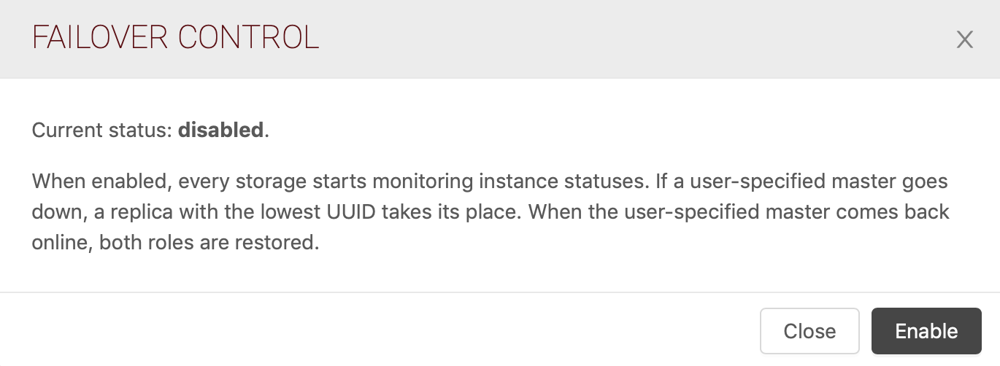 FAILOVER CONTROL
X
Current status: disabled.
When enabled, every storage starts monitoring instance statuses. If a user-specified master goes
down, a replica with the lowest UUID takes its place. When the user-specified master comes back
online, both roles are restored.
Close
Enable